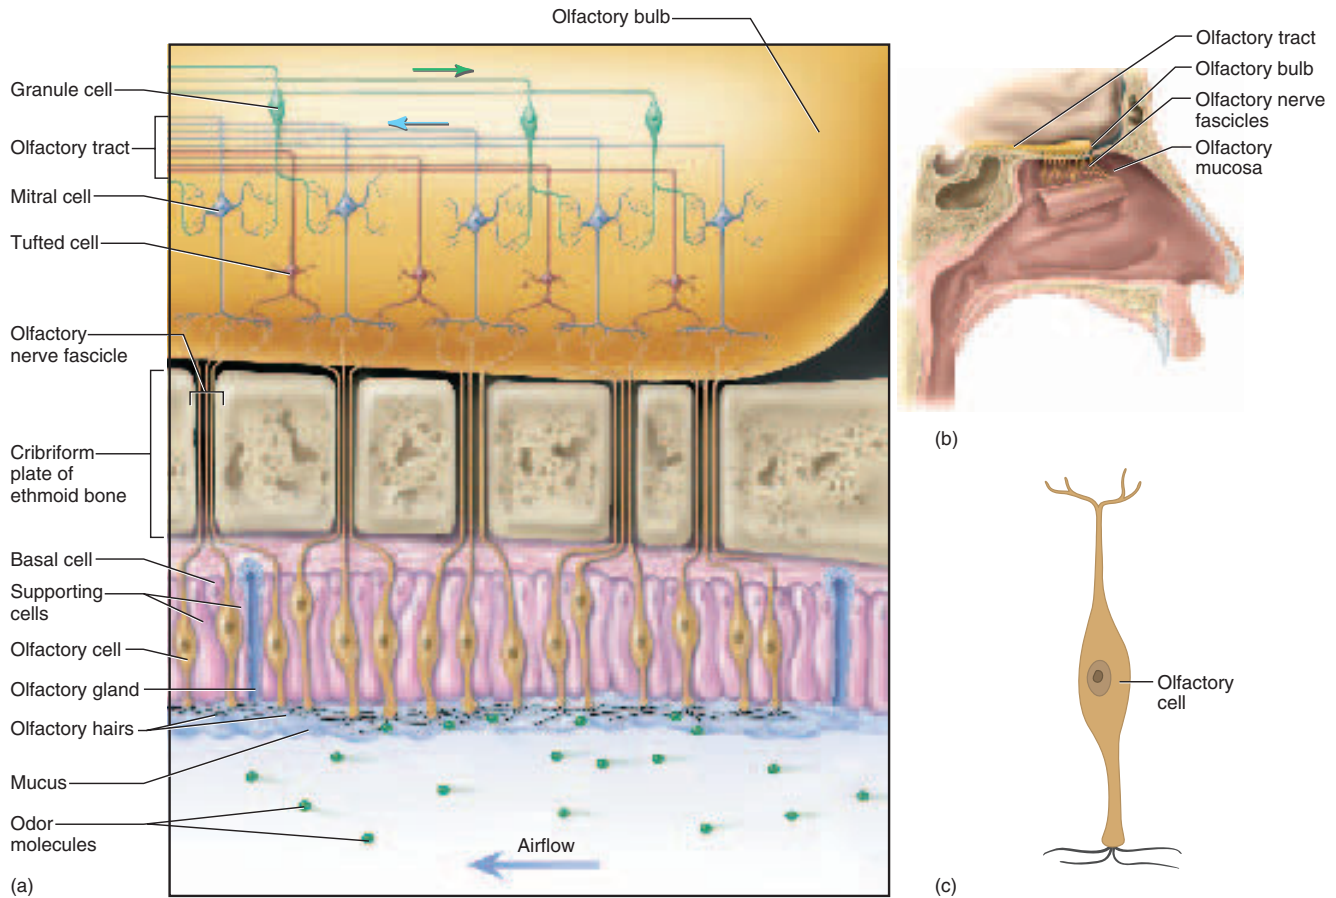 Olfactory bulb
Granule cell
Olfactory tract
Mitral cell
Tufted cell
Olfactory
nerve fascicle
Cribriform
plate of
ethmoid bone
Basal cell
Supporting
cells
Olfactory cell
Olfactory gland
Olfactory hairs
Mucus
Odor
molecules
Airflow
(a)
Olfactory tract
Olfactory bulb
Olfactory nerve
fascicles
Olfactory
mucosa
(b)
Olfactory
cell
(c)